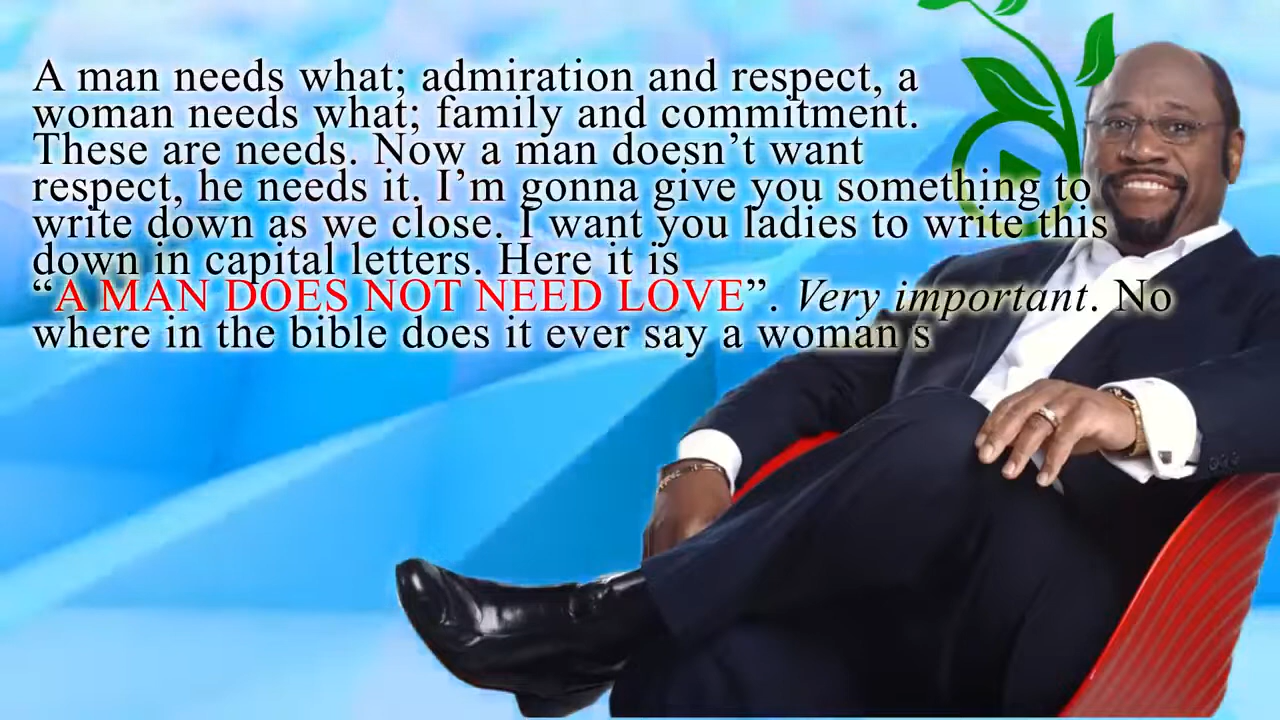 A man needs what; admiration and respect, a
woman needs what; family and commitment.
These are needs. Now a man doesn’t want
respect, he needs it. I’m gonna give you something to
write down as we close. I want you ladies to write this
down in capital letters. Here it is
“A MAN DOES NOT NEED LOVE”. Very important. No
where in the bible does it ever say a woman s